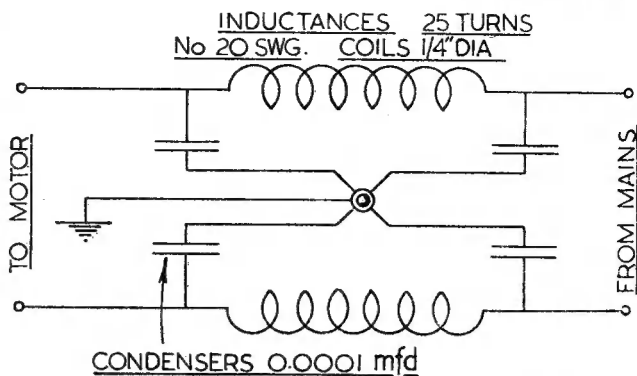 INDUCTANCES 25 TURNS
No 20 SWG. COILS 1/4" DIA
TO MOTOR
FROM MAINS
CONDENSERS 0.0001 mfd